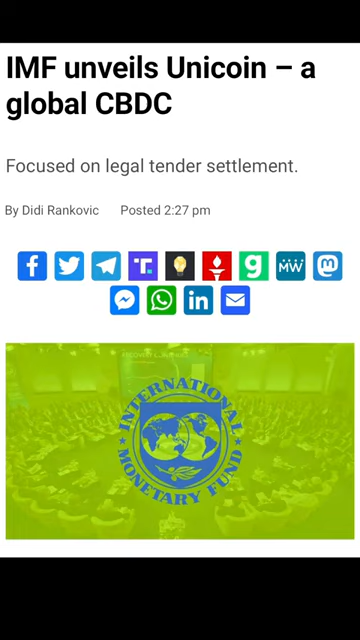 IMF unveils Unicoin – a
global CBDC
Focused on legal tender settlement.
By Didi Rankovic Posted 2:27 pm
MW
INTERNATIONAL
MONETARY FUND